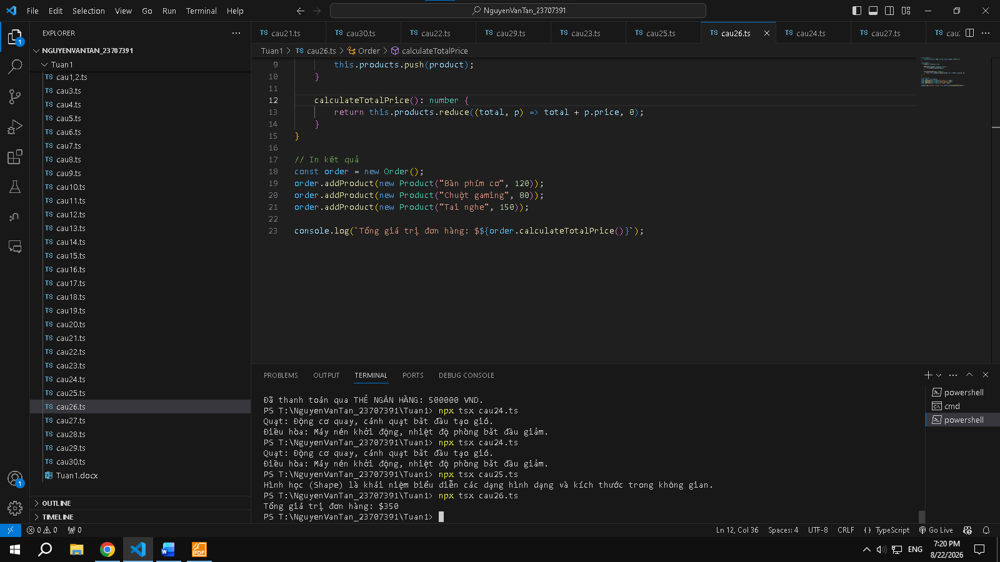 File Edit Selection View Go Run Terminal Help
NguyenVanTan_23707391
EXPLORER
NGUYENVANTAN_23707391
Tuan1
cau1,2.ts
cau3.ts
cau4.ts
cau5.ts
cau6.ts
cau7.ts
cau8.ts
cau9.ts
cau10.ts
cau11.ts
cau12.ts
cau13.ts
cau14.ts
cau15.ts
cau16.ts
cau17.ts
cau18.ts
cau19.ts
cau20.ts
cau21.ts
cau22.ts
cau23.ts
cau24.ts
cau25.ts
cau26.ts
cau27.ts
cau28.ts
cau29.ts
cau30.ts
Tuan1.docx
OUTLINE
TIMELINE
TS cau21.ts TS cau30.ts TS cau22.ts TS cau29.ts TS cau23.ts TS cau25.ts TS cau26.ts TS cau24.ts TS cau27.ts TS cau:
Tuan1 > TS cau26.ts > Order > calculateTotalPrice
9 this.products.push(product);
10 }
11
12 calculateTotalPrice(): number {
13 return this.products.reduce((total, p) => total + p.price, 0);
14 }
15 }
16
17 // In kết quả
18 const order = new Order();
19 order.addProduct(new Product("Bàn phím cơ", 120));
20 order.addProduct(new Product("Chuột gaming", 80));
21 order.addProduct(new Product("Tai nghe", 150));
22
23 console.log(`Tổng giá trị đơn hàng: $${order.calculateTotalPrice()}`);
PROBLEMS OUTPUT TERMINAL PORTS DEBUG CONSOLE
Đã thanh toán qua THẺ NGÂN HÀNG: 500000 VND.
PS T:\NguyenVanTan_23707391\Tuan1> npx tsx cau24.ts
Quạt: Động cơ quay, cánh quạt bắt đầu tạo gió.
Điều hòa: Máy nén khởi động, nhiệt độ phòng bắt đầu giảm.
PS T:\NguyenVanTan_23707391\Tuan1> npx tsx cau24.ts
Quạt: Động cơ quay, cánh quạt bắt đầu tạo gió.
Điều hòa: Máy nén khởi động, nhiệt độ phòng bắt đầu giảm.
PS T:\NguyenVanTan_23707391\Tuan1> npx tsx cau25.ts
Hình học (Shape) là khái niệm biểu diễn các dạng hình dạng và kích thước trong không gian.
PS T:\NguyenVanTan_23707391\Tuan1> npx tsx cau26.ts
Tổng giá trị đơn hàng: $350
PS T:\NguyenVanTan_23707391\Tuan1>
powershell
cmd
powershell
0 0 0 Ln 12, Col 36 Spaces: 4 UTF-8 CRLF {} TypeScript Go Live
ENG 7:20 PM
8/22/2026